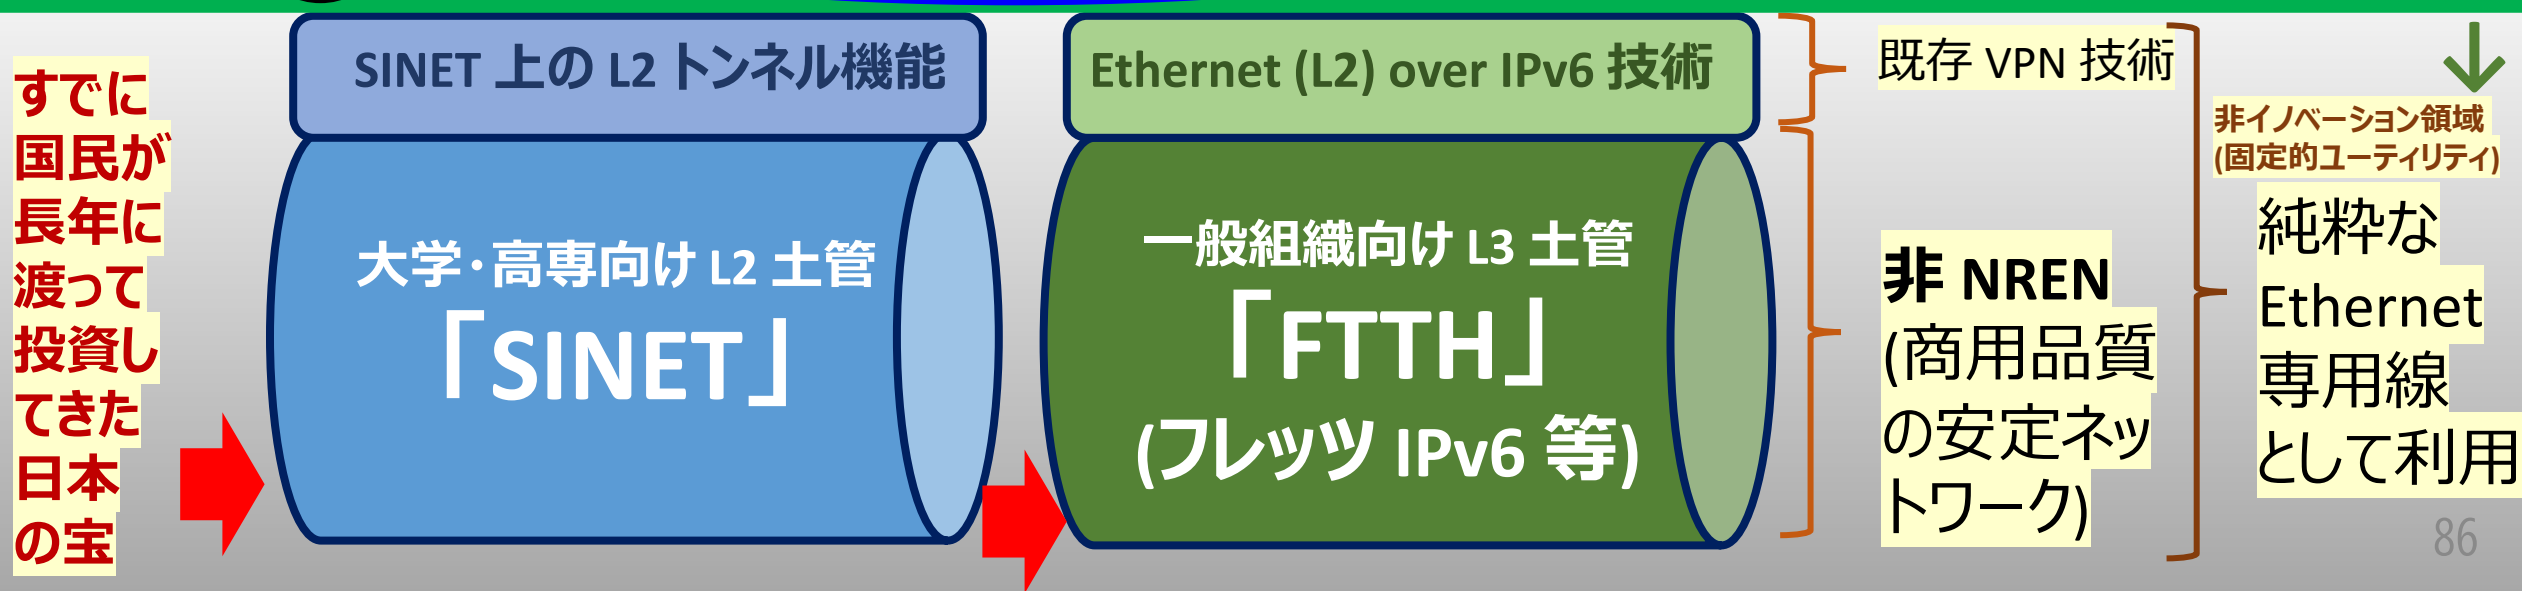 すでに
国民が
長年に
渡って
投資し
てきた
日本
の宝
SINET 上の L2 トンネル機能
大学・高専向け L2 土管
「SINET」
Ethernet (L2) over IPv6 技術
一般組織向け L3 土管
「FTTH」
(フレッツ IPv6 等)
既存 VPN 技術
非 NREN
(商用品質
の安定ネッ
トワーク)
非イノベーション領域
(固定的ユーティリティ)
純粋な
Ethernet
専用線
として利用
86